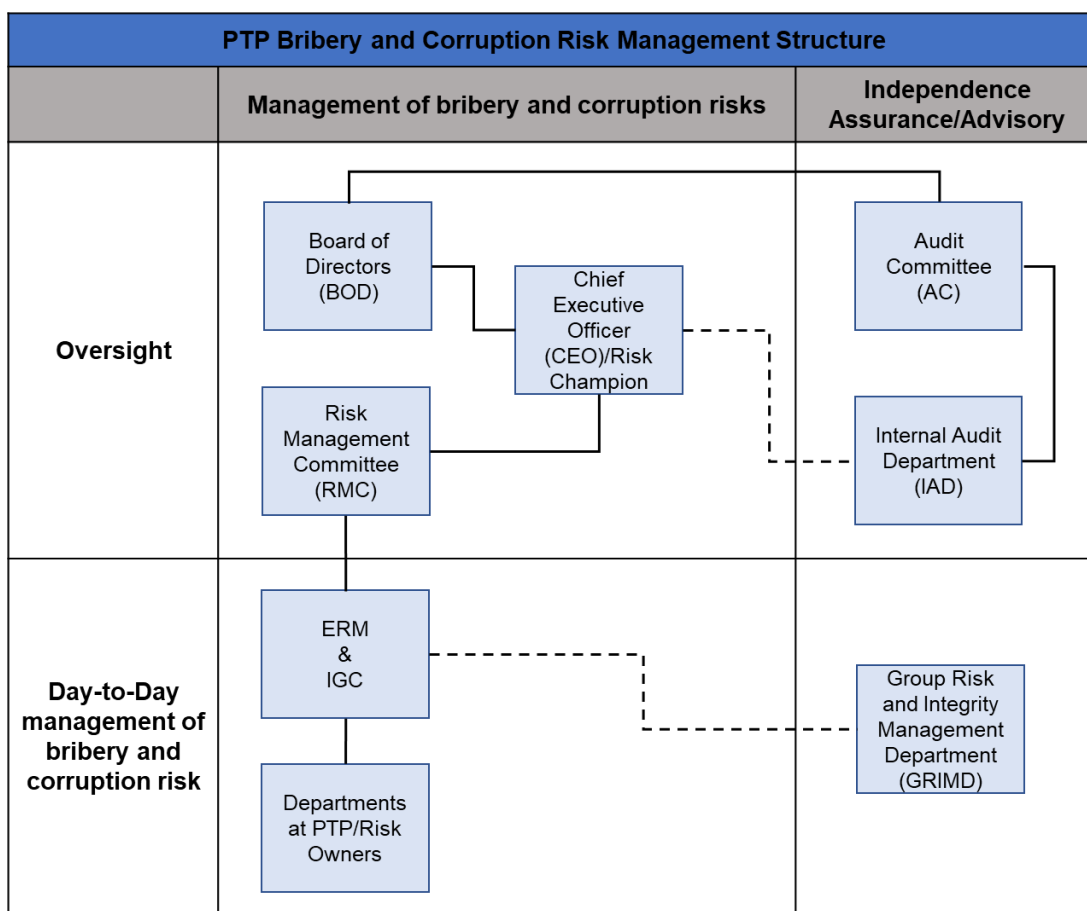 PTP Bribery and Corruption Risk Management Structure
Management of bribery and corruption risks
Independence
Assurance/Advisory
Oversight
Board of
Directors
(BOD)
Chief
Executive
Officer
(CEO)/Risk
Champion
Risk
Management
Committee
(RMC)
Audit
Committee
(AC)
Internal Audit
Department
(IAD)
Day-to-Day
management of
bribery and
corruption risk
ERM
&
IGC
Departments
at PTP/Risk
Owners
Group Risk
and Integrity
Management
Department
(GRIMD)